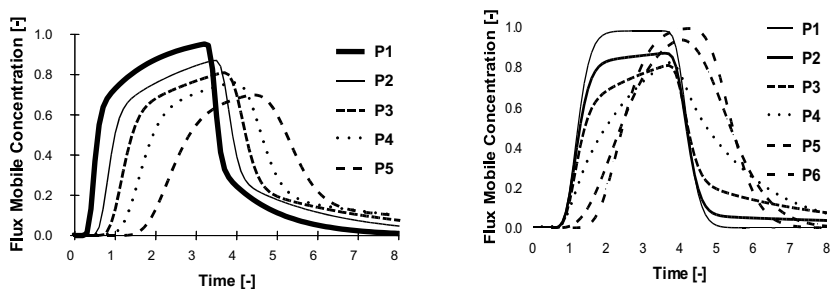 Flux Mobile Concentration [-]
1.0
0.8
0.6
0.4
0.2
0.0
0 1 2 3 4 5 6 7 8
Time [-]
P1
P2
P3
P4
P5
Flux Mobile Concentration [-]
1.0
0.8
0.6
0.4
0.2
0.0
0 1 2 3 4 5 6 7 8
Time [-]
P1
P2
P3
P4
P5
P6